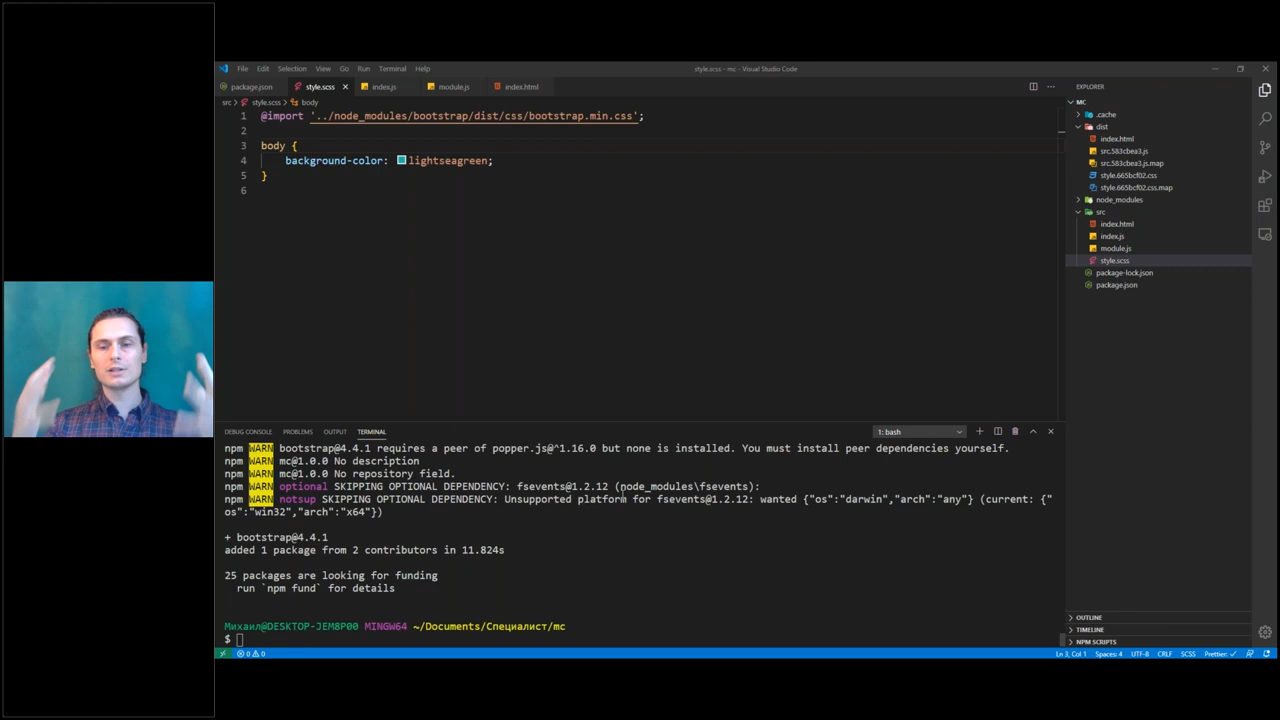 File Edit Selection View Go Run Terminal Help
style.scss - mc - Visual Studio Code
package.json
style.scss
index.js
module.js
index.html
src > style.scss > body
1 @import '../node_modules/bootstrap/dist/css/bootstrap.min.css';
2
3 body {
4 background-color: lightseagreen;
5 }
6
DEBUG CONSOLE PROBLEMS OUTPUT TERMINAL
1: bash
npm WARN bootstrap@4.4.1 requires a peer of popper.js@^1.16.0 but none is installed. You must install peer dependencies yourself.
npm WARN mc@1.0.0 No description
npm WARN mc@1.0.0 No repository field.
npm WARN optional SKIPPING OPTIONAL DEPENDENCY: fsevents@1.2.12 (node_modules\fsevents):
npm WARN notsup SKIPPING OPTIONAL DEPENDENCY: Unsupported platform for fsevents@1.2.12: wanted {"os":"darwin","arch":"any"} (current: {"
os":"win32","arch":"x64"})
+ bootstrap@4.4.1
added 1 package from 2 contributors in 11.824s
25 packages are looking for funding
run `npm fund` for details
Михаил@DESKTOP-JEM8P00 MINGW64 ~/Documents/Специалист/mc
$
EXPLORER
MC
.cache
dist
index.html
src.583cbea3.js
src.583cbea3.js.map
style.665bcf02.css
style.665bcf02.css.map
node_modules
src
index.html
index.js
module.js
style.scss
package-lock.json
package.json
OUTLINE
TIMELINE
NPM SCRIPTS
0 0
Ln 3, Col 1 Spaces: 4 UTF-8 CRLF SCSS Prettier: ✓